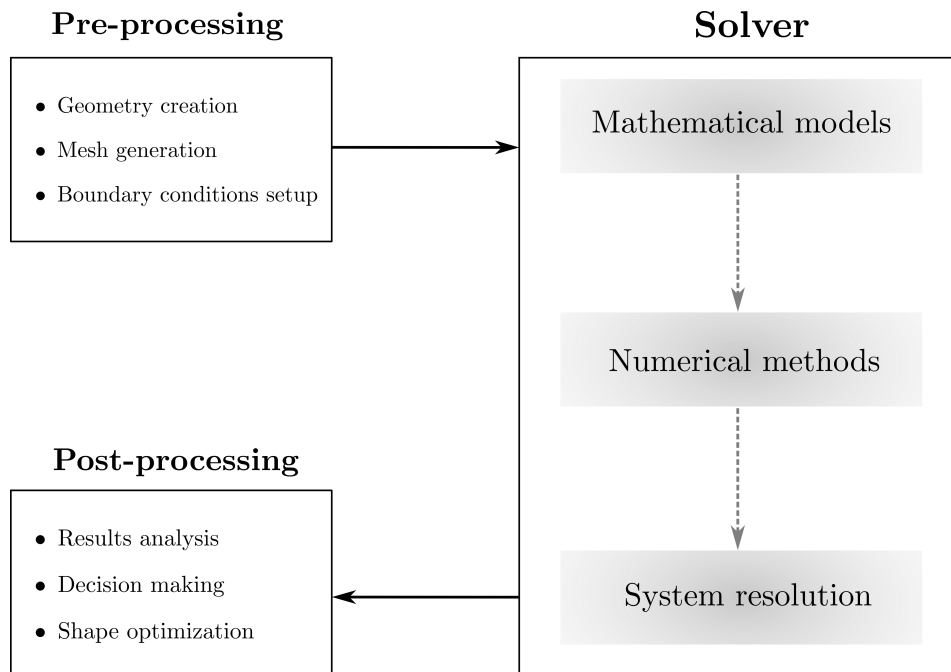 Pre-processing
• Geometry creation
• Mesh generation
• Boundary conditions setup
Solver
Mathematical models
Numerical methods
System resolution
Post-processing
• Results analysis
• Decision making
• Shape optimization